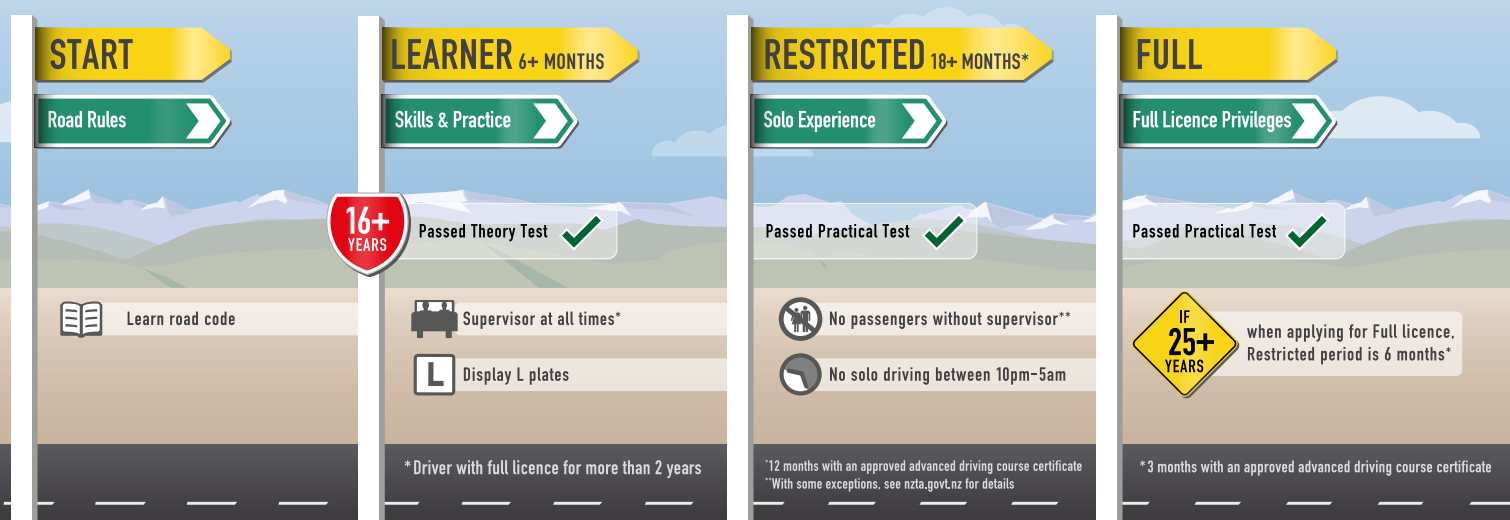 START
Road Rules
Learn road code
LEARNER 6+ MONTHS
Skills & Practice
16+
YEARS
Passed Theory Test
Supervisor at all times*
L
Display L plates
*Driver with full licence for more than 2 years
RESTRICTED 18+ MONTHS*
Solo Experience
Passed Practical Test
No passengers without supervisor**
No solo driving between 10pm-5am
*12 months with an approved advanced driving course certificate
**With some exceptions, see nzta.govt.nz for details
FULL
Full Licence Privileges
Passed Practical Test
IF
25+
YEARS
when applying for Full licence,
Restricted period is 6 months*
*3 months with an approved advanced driving course certificate